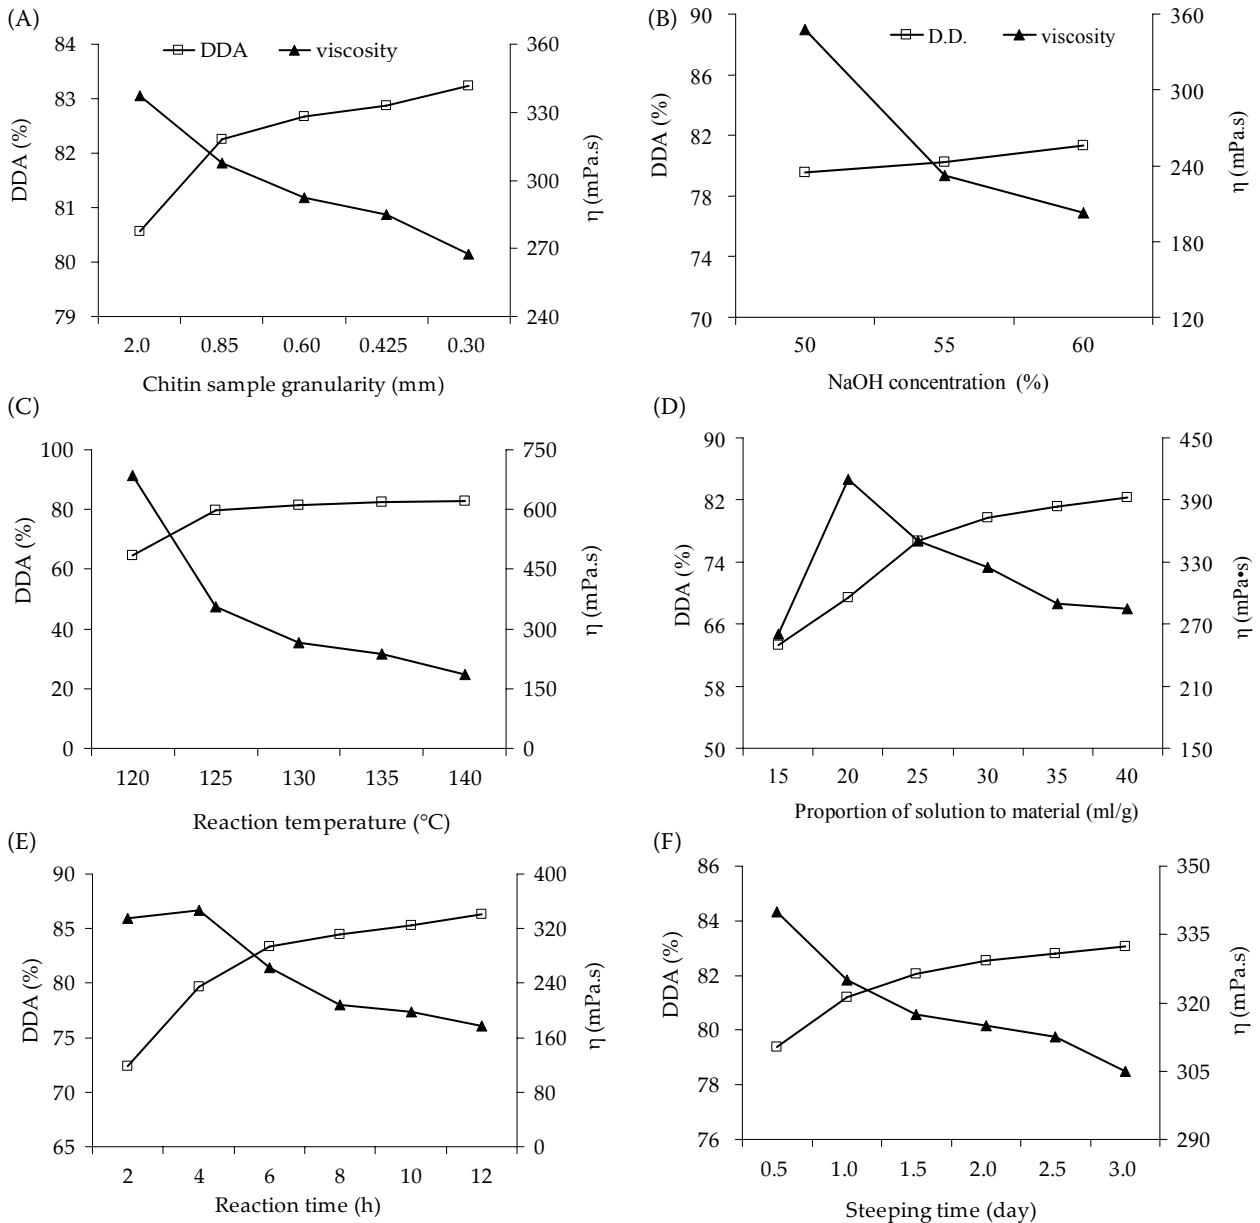 (A)
DDA
viscosity
84
83
82
81
80
79
DDA (%)
360
330
300
270
240
η (mPa.s)
2.0 0.85 0.60 0.425 0.30
Chitin sample granularity (mm)
(B)
D.D.
viscosity
90
86
82
78
74
70
DDA (%)
360
300
240
180
120
η (mPa.s)
50 55 60
NaOH concentration (%)
(C)
100
80
60
40
20
0
DDA (%)
750
600
450
300
150
0
η (mPa.s)
120 125 130 135 140
Reaction temperature (°C)
(D)
90
82
74
66
58
50
DDA (%)
450
390
330
270
210
150
η (mPa•s)
15 20 25 30 35 40
Proportion of solution to material (ml/g)
(E)
90
85
80
75
70
65
DDA (%)
400
320
240
160
80
0
η (mPa.s)
2 4 6 8 10 12
Reaction time (h)
(F)
86
84
82
80
78
76
DDA (%)
350
335
320
305
290
η (mPa.s)
0.5 1.0 1.5 2.0 2.5 3.0
Steeping time (day)